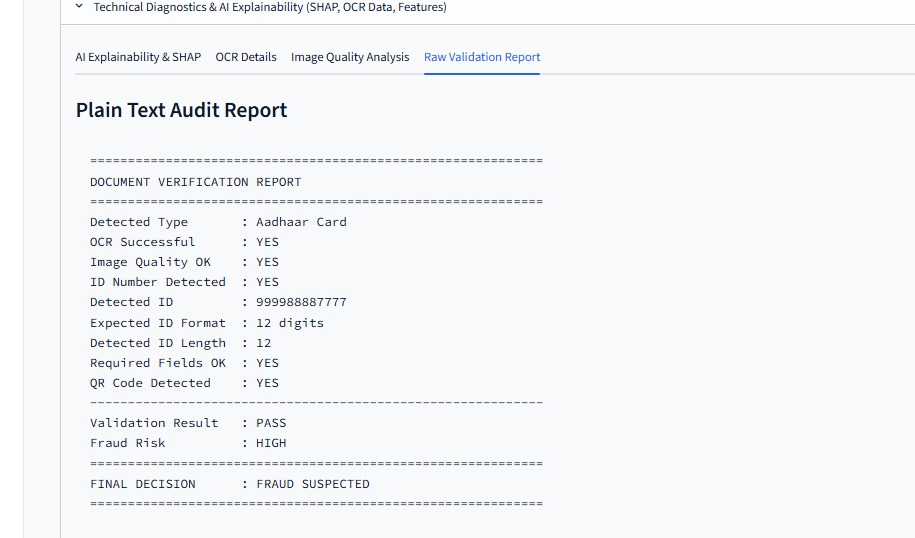 Technical Diagnostics & AI Explainability (SHAP, OCR Data, Features)
AI Explainability & SHAP OCR Details Image Quality Analysis Raw Validation Report
Plain Text Audit Report
============================================================
DOCUMENT VERIFICATION REPORT
============================================================
Detected Type : Aadhaar Card
OCR Successful : YES
Image Quality OK : YES
ID Number Detected : YES
Detected ID : 999988887777
Expected ID Format : 12 digits
Detected ID Length : 12
Required Fields OK : YES
QR Code Detected : YES
------------------------------------------------------------
Validation Result : PASS
Fraud Risk : HIGH
============================================================
FINAL DECISION : FRAUD SUSPECTED
============================================================